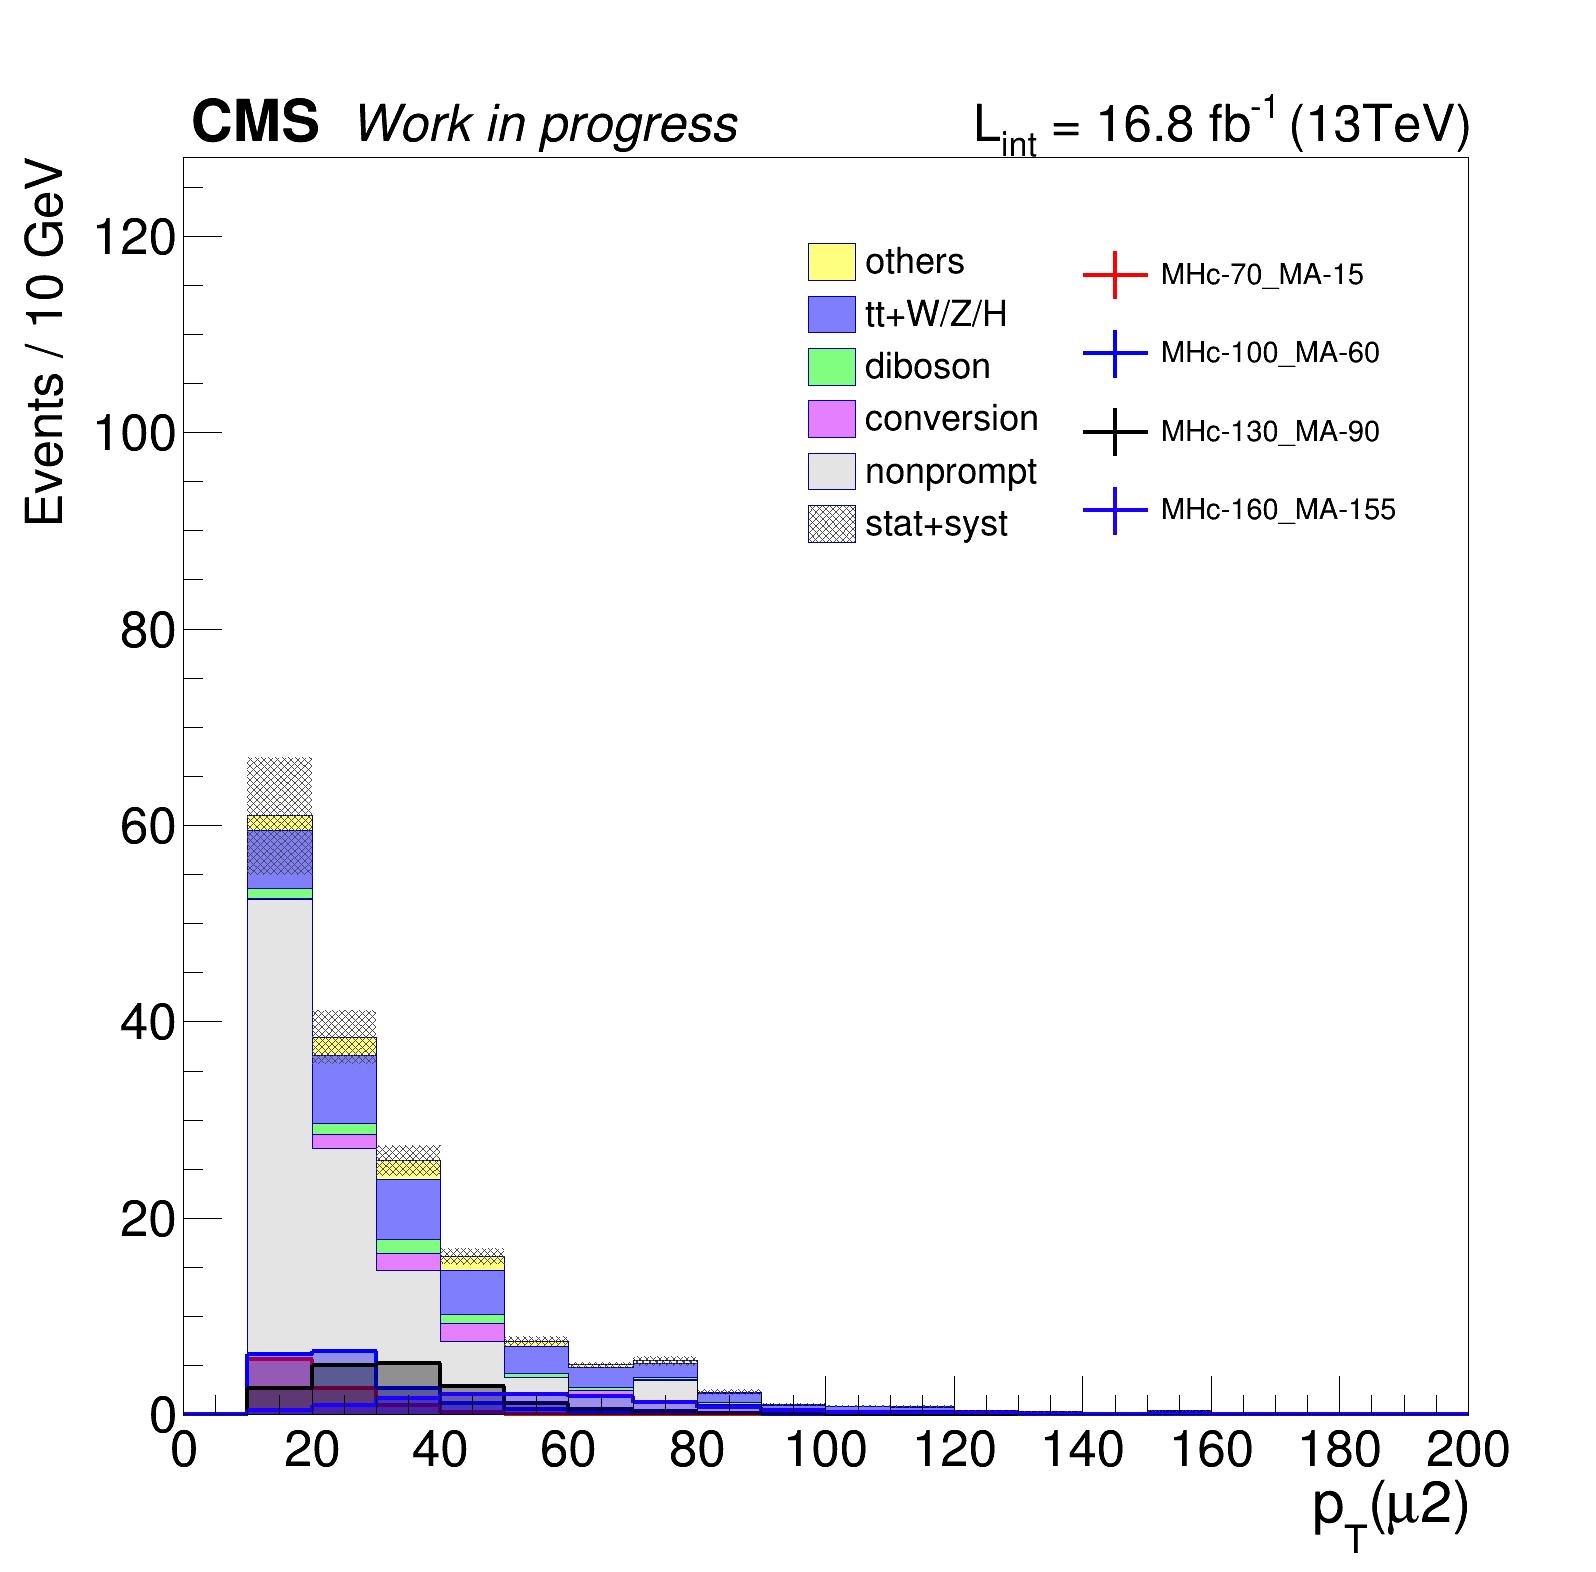 CMS Work in progress
L_int = 16.8 fb^-1 (13TeV)
Events / 10 GeV
120
100
80
60
40
20
0
others
tt+W/Z/H
diboson
conversion
nonprompt
stat+syst
MHc-70_MA-15
MHc-100_MA-60
MHc-130_MA-90
MHc-160_MA-155
0 20 40 60 80 100 120 140 160 180 200
p_T(μ2)